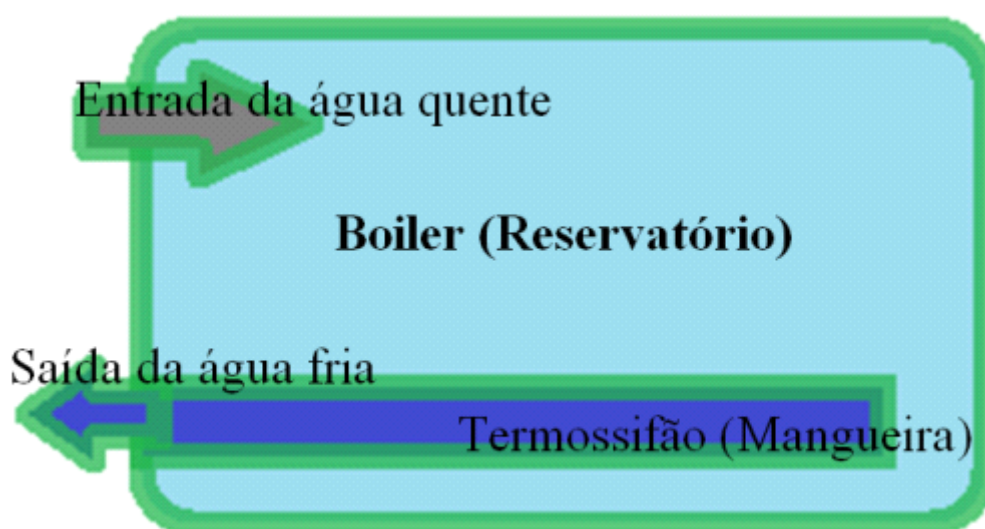 Entrada da água quente
Boiler (Reservatório)
Saída da água fria
Termossifão (Mangueira)